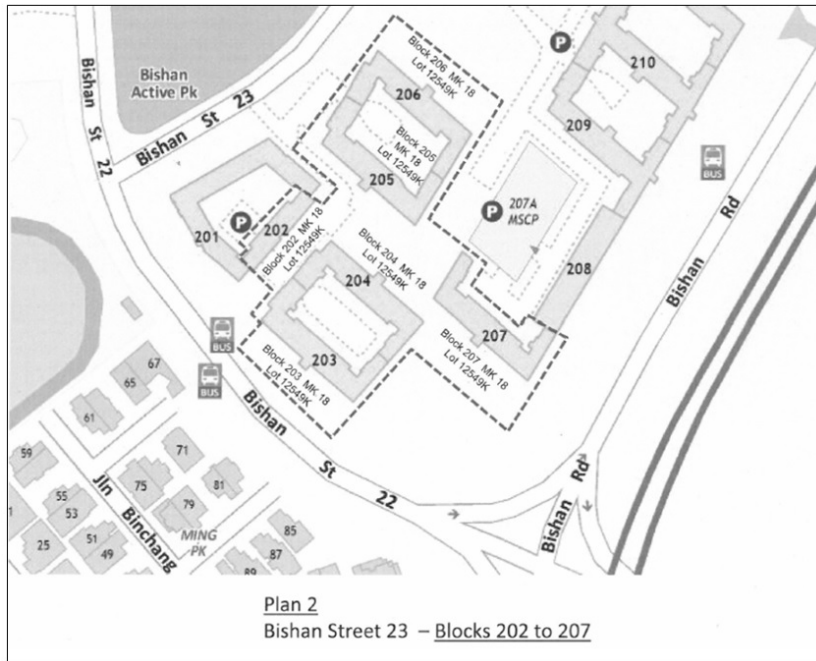 Bishan
Active Pk
Bishan St 23
Bishan St 22
Block 206 MK 18
Lot 12549K
206
Block 205
MK 18
Lot 12549K
205
P
210
209
BUS
207A
MSCP
P
208
Bishan Rd
201
P
202
Block 202 MK 18
Lot 12549K
Block 204 MK 18
Lot 12549K
204
203
Block 203 MK 18
Lot 12549K
207
Block 207 MK 18
Lot 12549K
BUS
BUS
Bishan St 22
Bishan Rd
67
65
61
59
71
75
81
79
55
53
51
49
25
85
87
89
Jln Binchang
MING
PK
Plan 2
Bishan Street 23 – Blocks 202 to 207